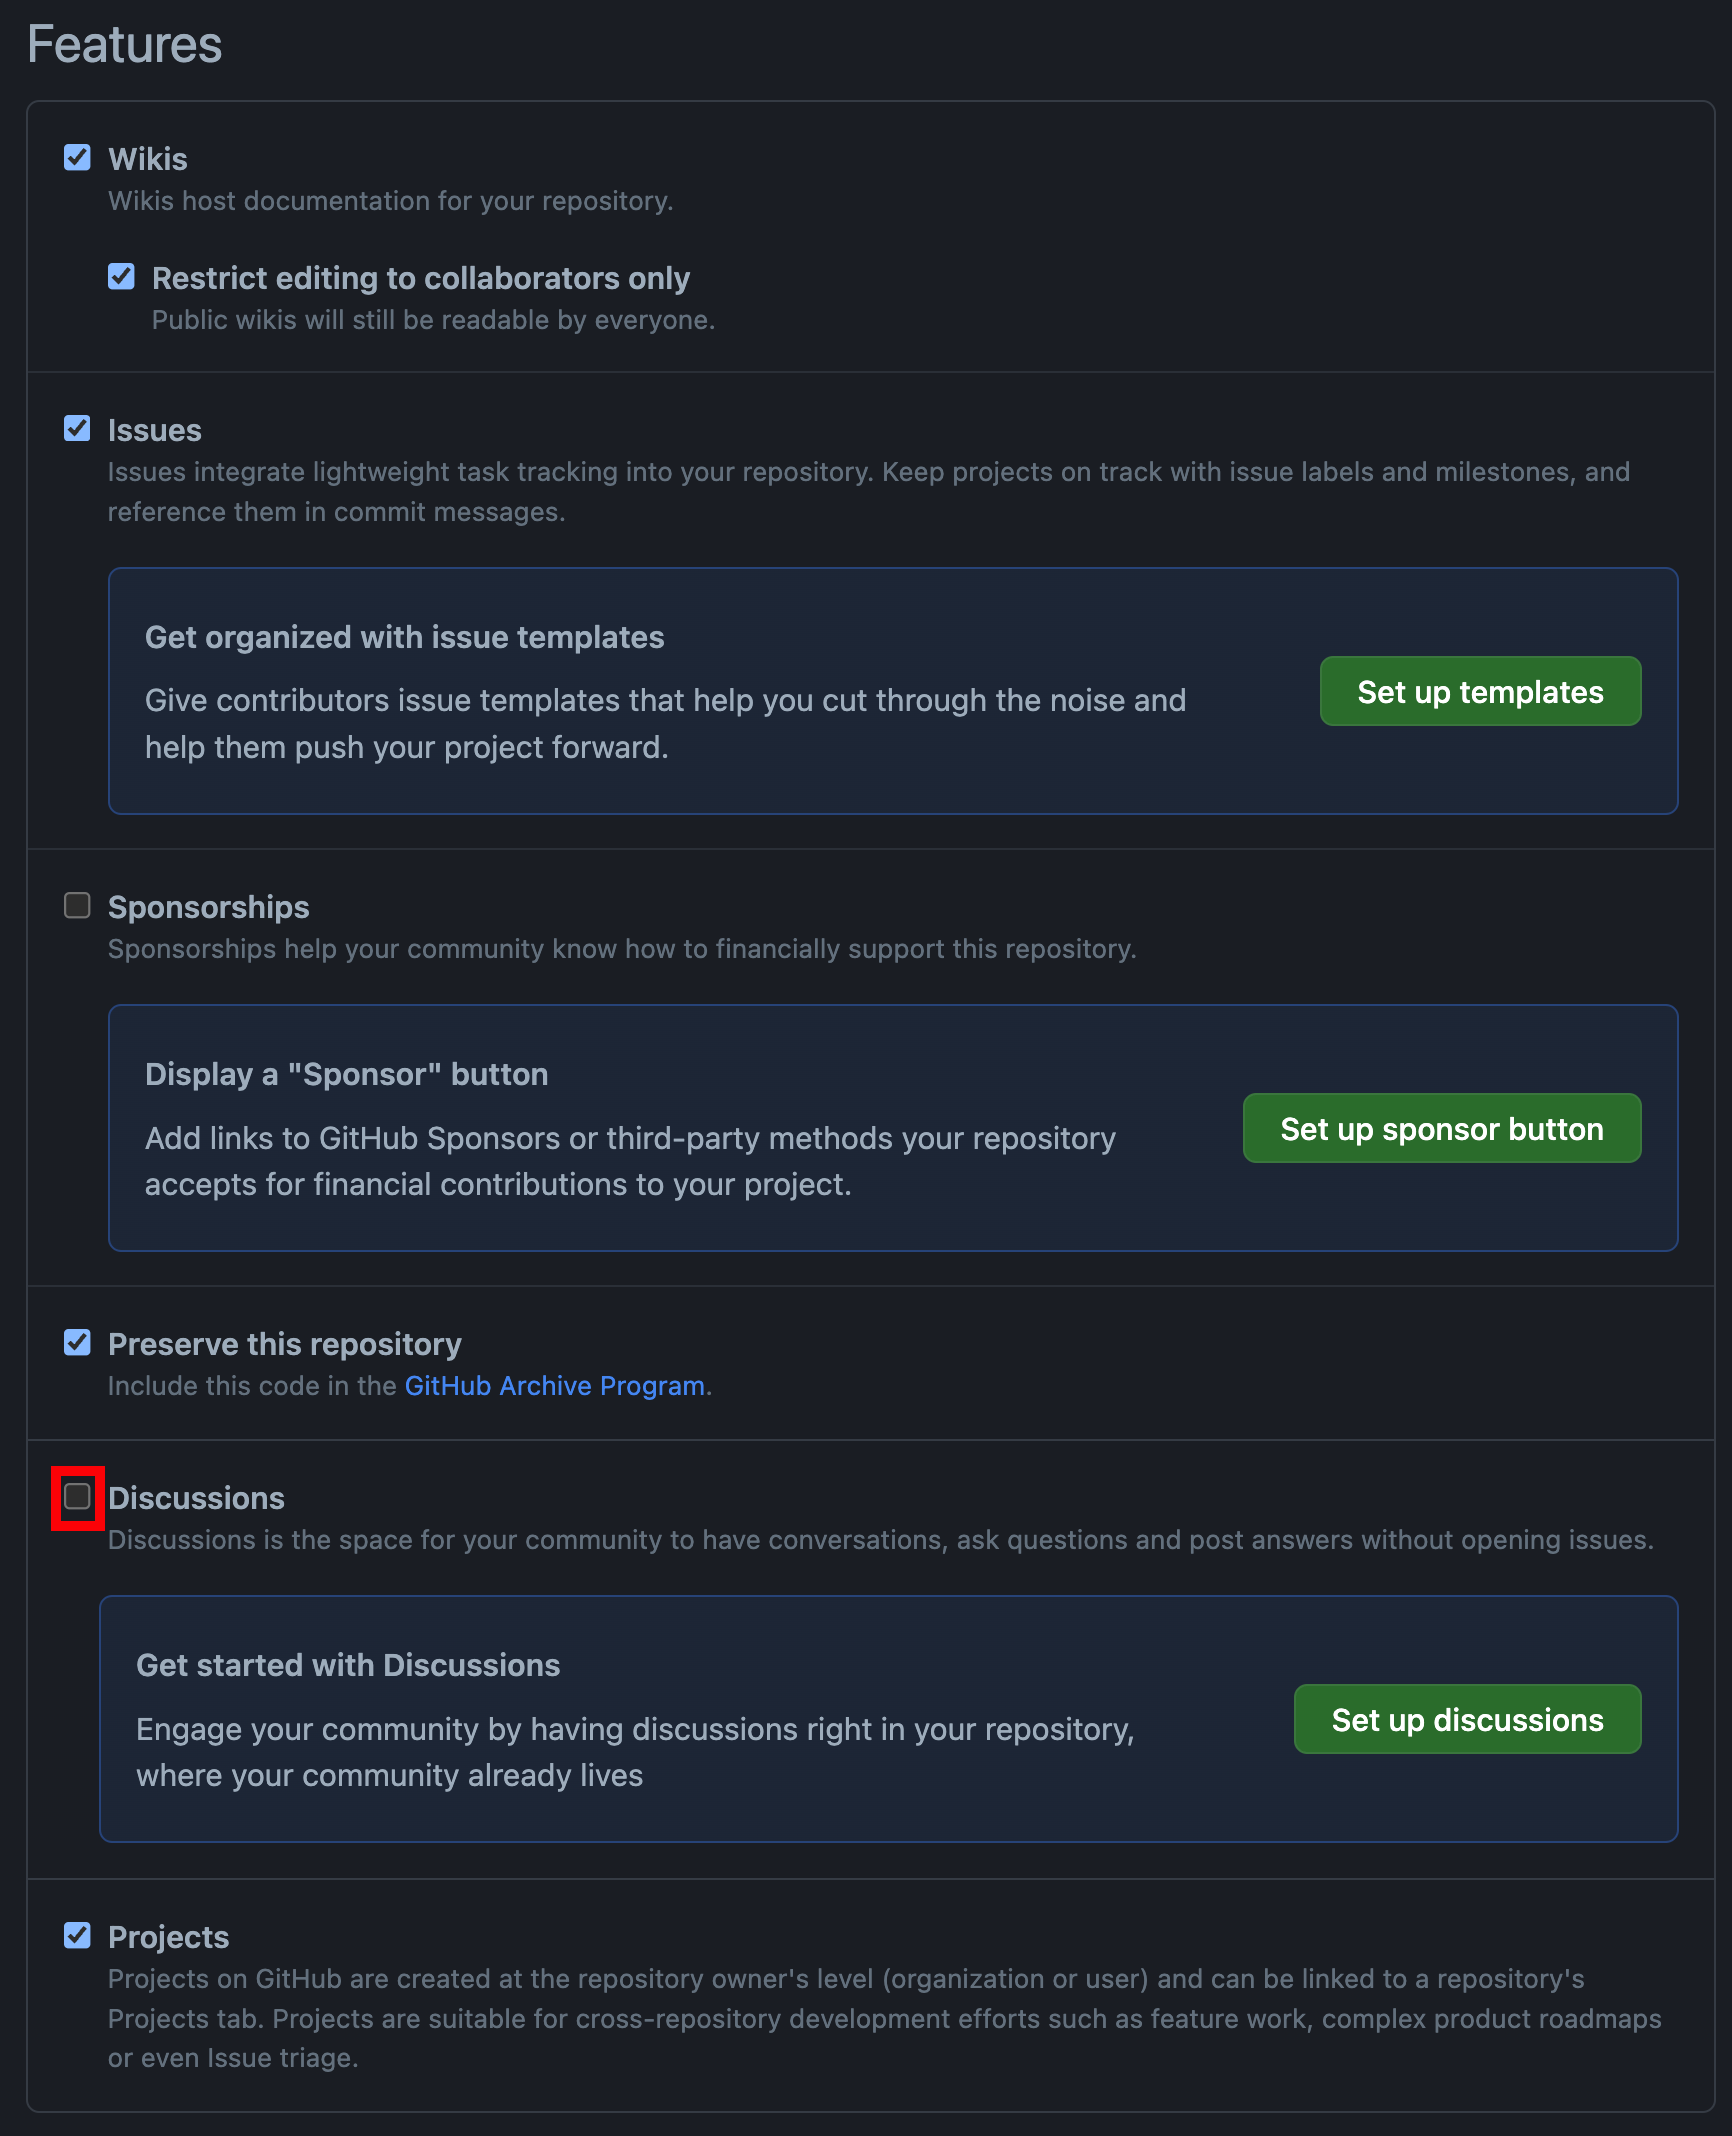 Features
Wikis
Wikis host documentation for your repository.
Restrict editing to collaborators only
Public wikis will still be readable by everyone.
Issues
Issues integrate lightweight task tracking into your repository. Keep projects on track with issue labels and milestones, and
reference them in commit messages.
Get organized with issue templates
Give contributors issue templates that help you cut through the noise and
help them push your project forward.
Set up templates
Sponsorships
Sponsorships help your community know how to financially support this repository.
Display a "Sponsor" button
Add links to GitHub Sponsors or third-party methods your repository
accepts for financial contributions to your project.
Set up sponsor button
Preserve this repository
Include this code in the GitHub Archive Program.
Discussions
Discussions is the space for your community to have conversations, ask questions and post answers without opening issues.
Get started with Discussions
Engage your community by having discussions right in your repository,
where your community already lives
Set up discussions
Projects
Projects on GitHub are created at the repository owner's level (organization or user) and can be linked to a repository's
Projects tab. Projects are suitable for cross-repository development efforts such as feature work, complex product roadmaps
or even Issue triage.